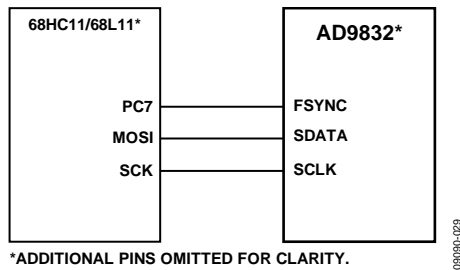 68HC11/68L11*
AD9832*
PC7
FSYNC
MOSI
SDATA
SCK
SCLK
*ADDITIONAL PINS OMITTED FOR CLARITY.
09090-029